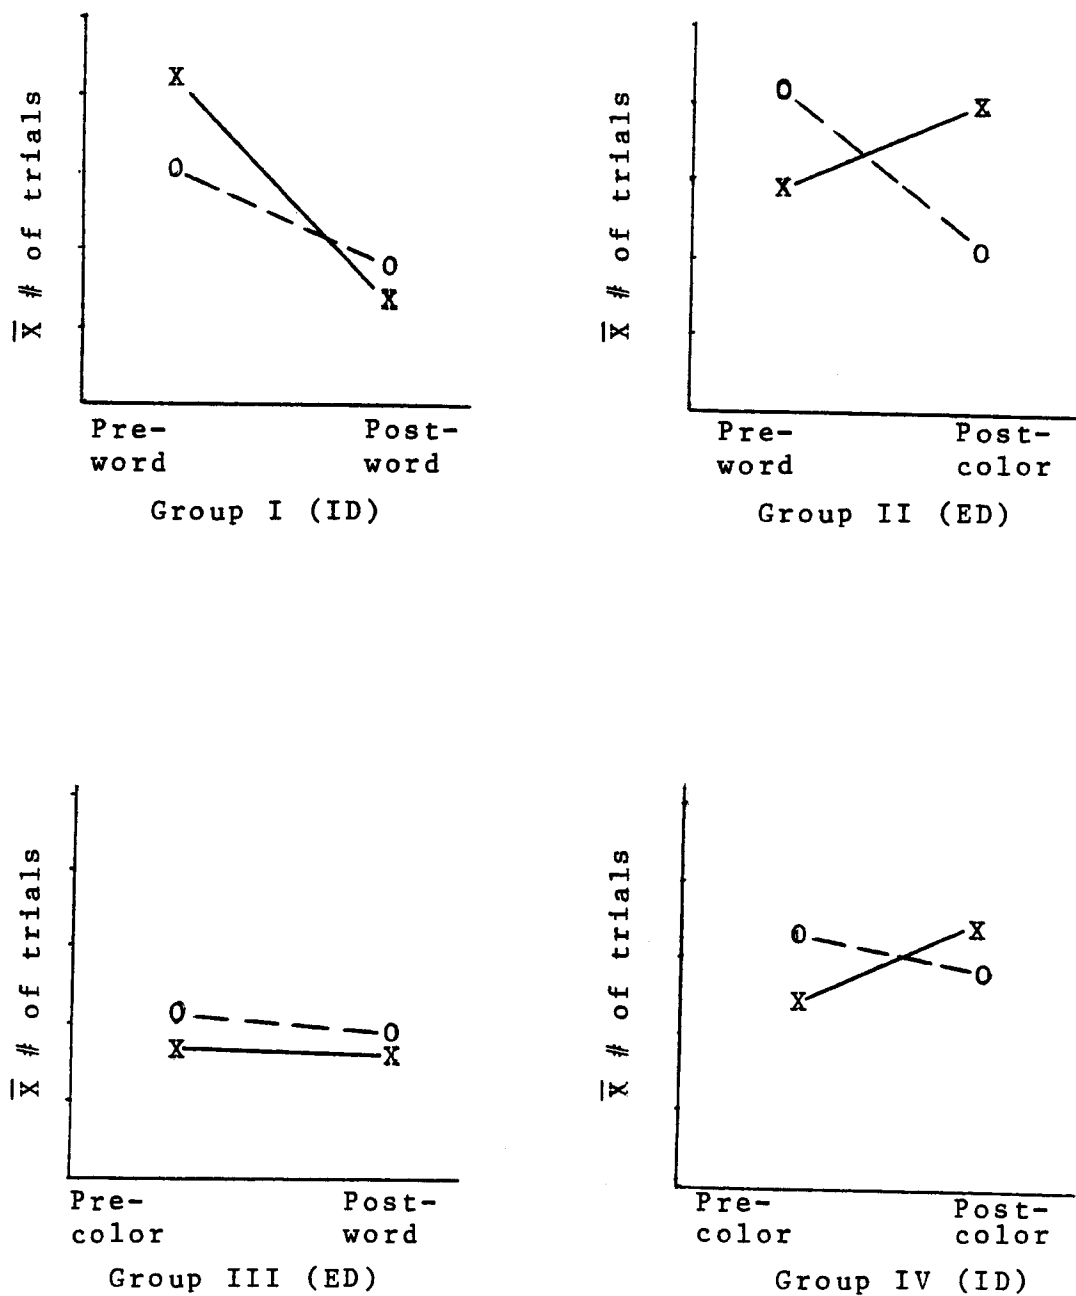 X̅ # of trials
X
O
O
X
Pre-
word
Post-
word
Group I (ID)
X̅ # of trials
O
X
X
O
Pre-
word
Post-
color
Group II (ED)
X̅ # of trials
O
X
O
X
Pre-
color
Post-
word
Group III (ED)
X̅ # of trials
O
X
X
O
Pre-
color
Post-
color
Group IV (ID)